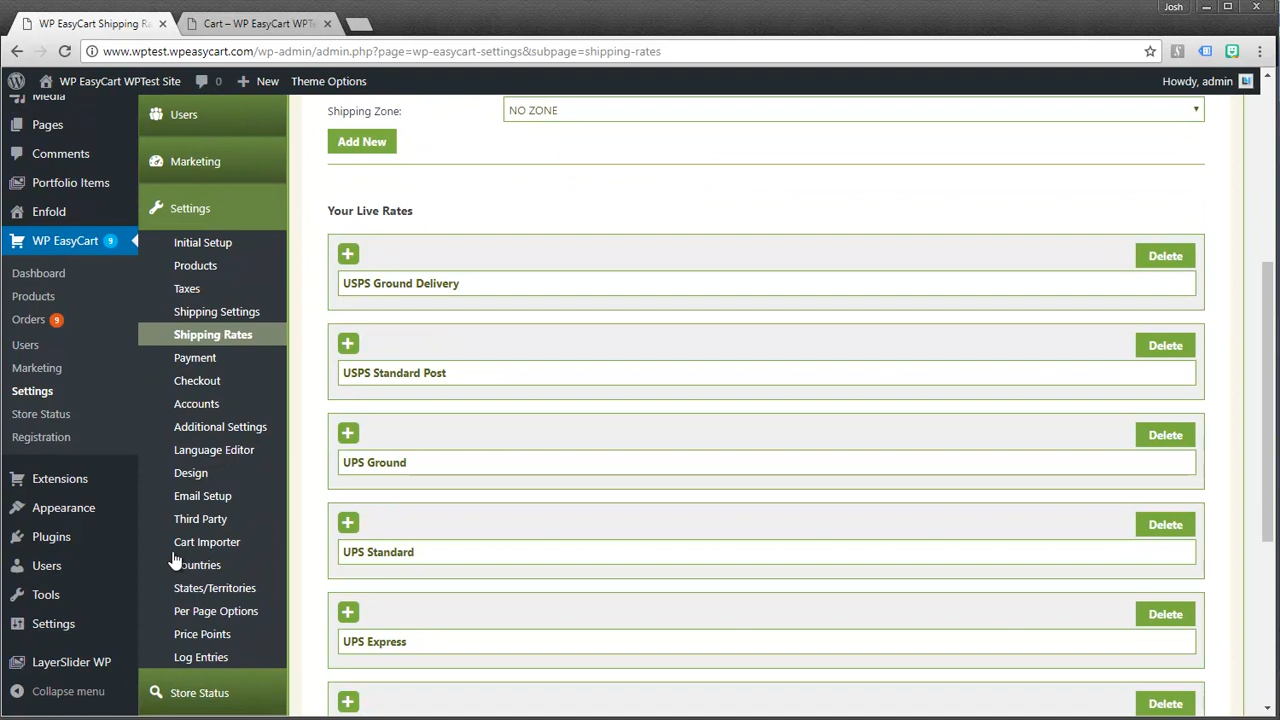 Josh
WP EasyCart Shipping Ra
Cart – WP EasyCart WPTe
www.wptest.wpeasycart.com/wp-admin/admin.php?page=wp-easycart-settings&subpage=shipping-rates
WP EasyCart WPTest Site
0
New
Theme Options
Howdy, admin
Media
Pages
Comments
Portfolio Items
Enfold
WP EasyCart 9
Dashboard
Products
Orders 9
Users
Marketing
Settings
Store Status
Registration
Extensions
Appearance
Plugins
Users
Tools
Settings
LayerSlider WP
Collapse menu
Users
Marketing
Settings
Initial Setup
Products
Taxes
Shipping Settings
Shipping Rates
Payment
Checkout
Accounts
Additional Settings
Language Editor
Design
Email Setup
Third Party
Cart Importer
ountries
States/Territories
Per Page Options
Price Points
Log Entries
Store Status
Shipping Zone:
NO ZONE
Add New
Your Live Rates
Delete
USPS Ground Delivery
Delete
USPS Standard Post
Delete
UPS Ground
Delete
UPS Standard
Delete
UPS Express
Delete